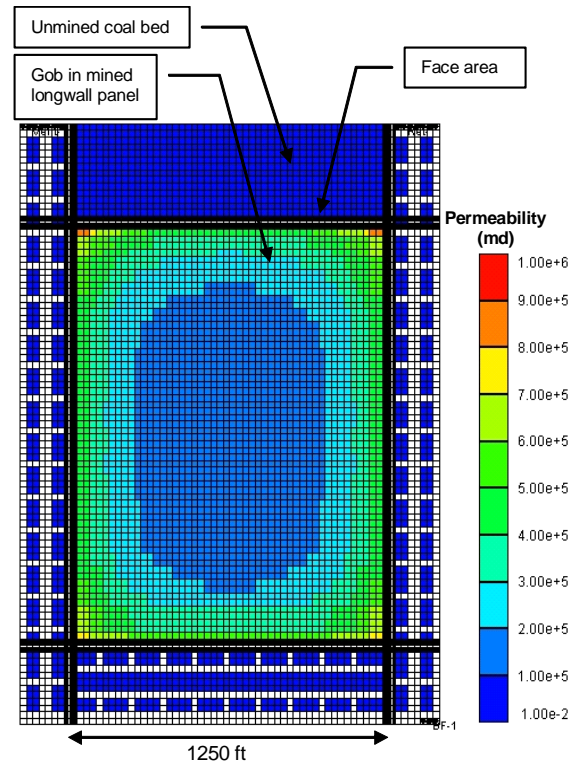 Unmined coal bed
Gob in mined
longwall panel
Face area
Permeability
(md)
1.00e+6
9.00e+5
8.00e+5
7.00e+5
6.00e+5
5.00e+5
4.00e+5
3.00e+5
2.00e+5
1.00e+5
1.00e-2
1250 ft